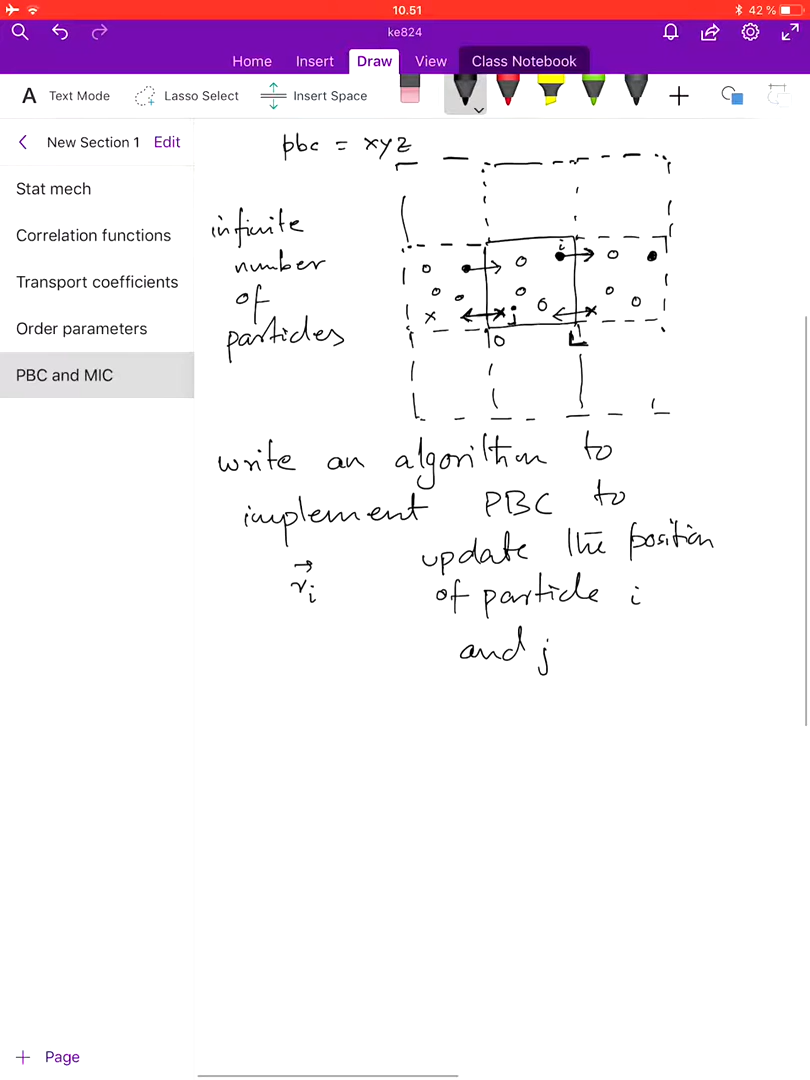 10.51
42 %
ke824
Home Insert Draw View Class Notebook
A Text Mode Lasso Select Insert Space
New Section 1 Edit
Stat mech
Correlation functions
Transport coefficients
Order parameters
PBC and MIC
pbc = xyz
infinite
number
of
particles
i
j
0 L
write an algorithm to
implement PBC to
update the position
r⃗i of particle i
and j
+ Page